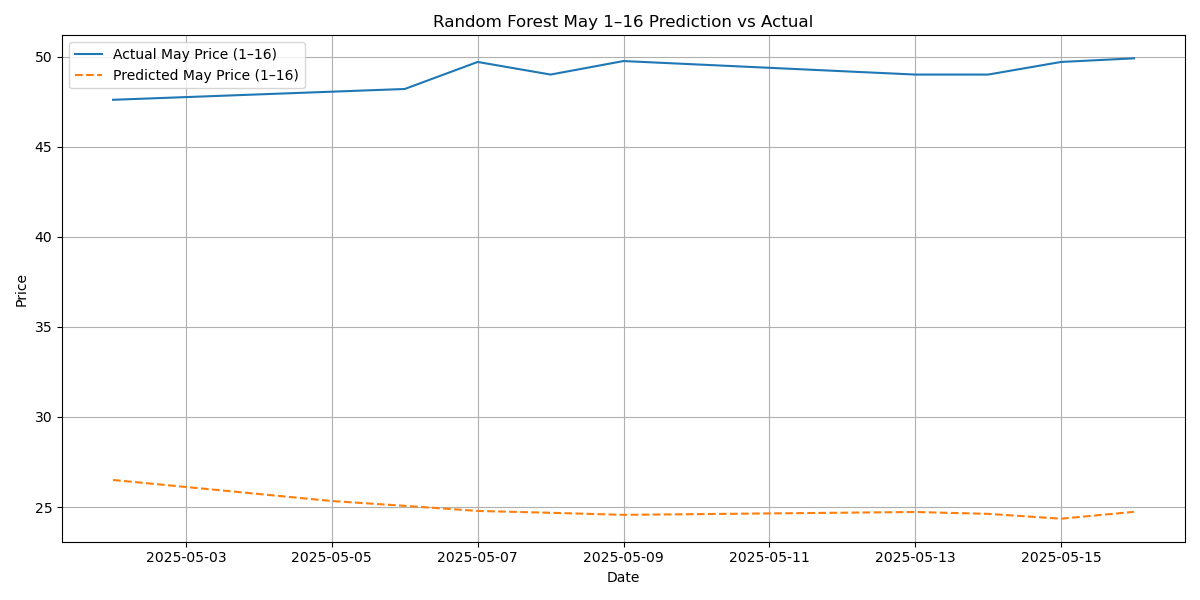 Random Forest May 1–16 Prediction vs Actual
Actual May Price (1–16)
Predicted May Price (1–16)
Price
50
45
40
35
30
25
2025-05-03
2025-05-05
2025-05-07
2025-05-09
2025-05-11
2025-05-13
2025-05-15
Date